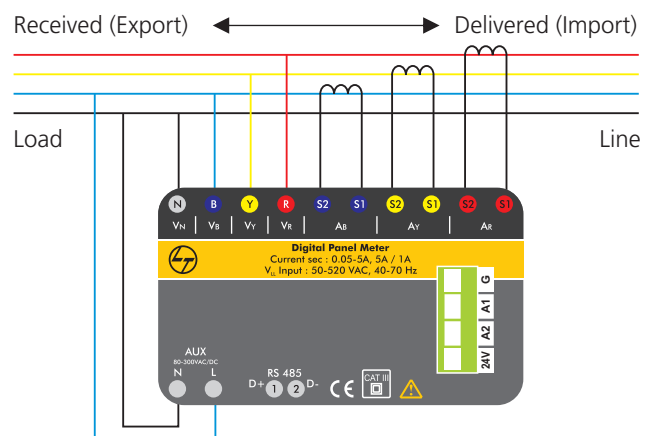 Received (Export) Delivered (Import)
Load Line
N B Y R S2 S1 S2 S1 S2 S1
VN VB VY VR AB AY AR
LT
Digital Panel Meter
Current sec : 0.05-5A, 5A / 1A
VLL Input : 50-520 VAC, 40-70 Hz
G
A1
A2
24V
AUX
80-300VAC/DC
N L
RS 485
D+ 1 2 D-
CE
CAT III